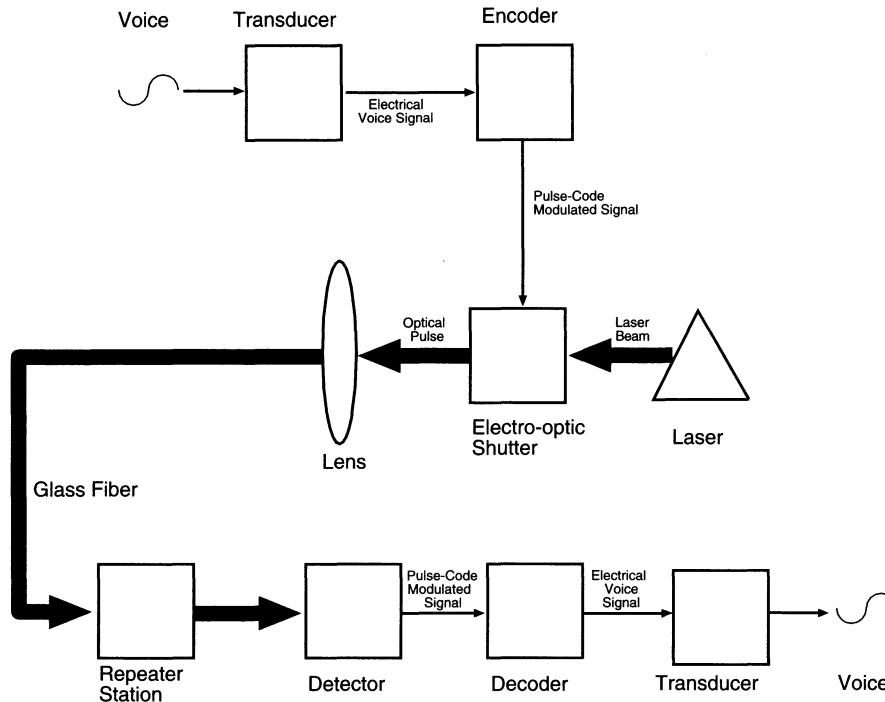 Voice
Transducer
Encoder
Electrical
Voice Signal
Pulse-Code
Modulated Signal
Optical
Pulse
Laser
Beam
Electro-optic
Shutter
Laser
Lens
Glass Fiber
Pulse-Code
Modulated
Signal
Electrical
Voice
Signal
Repeater
Station
Detector
Decoder
Transducer
Voice